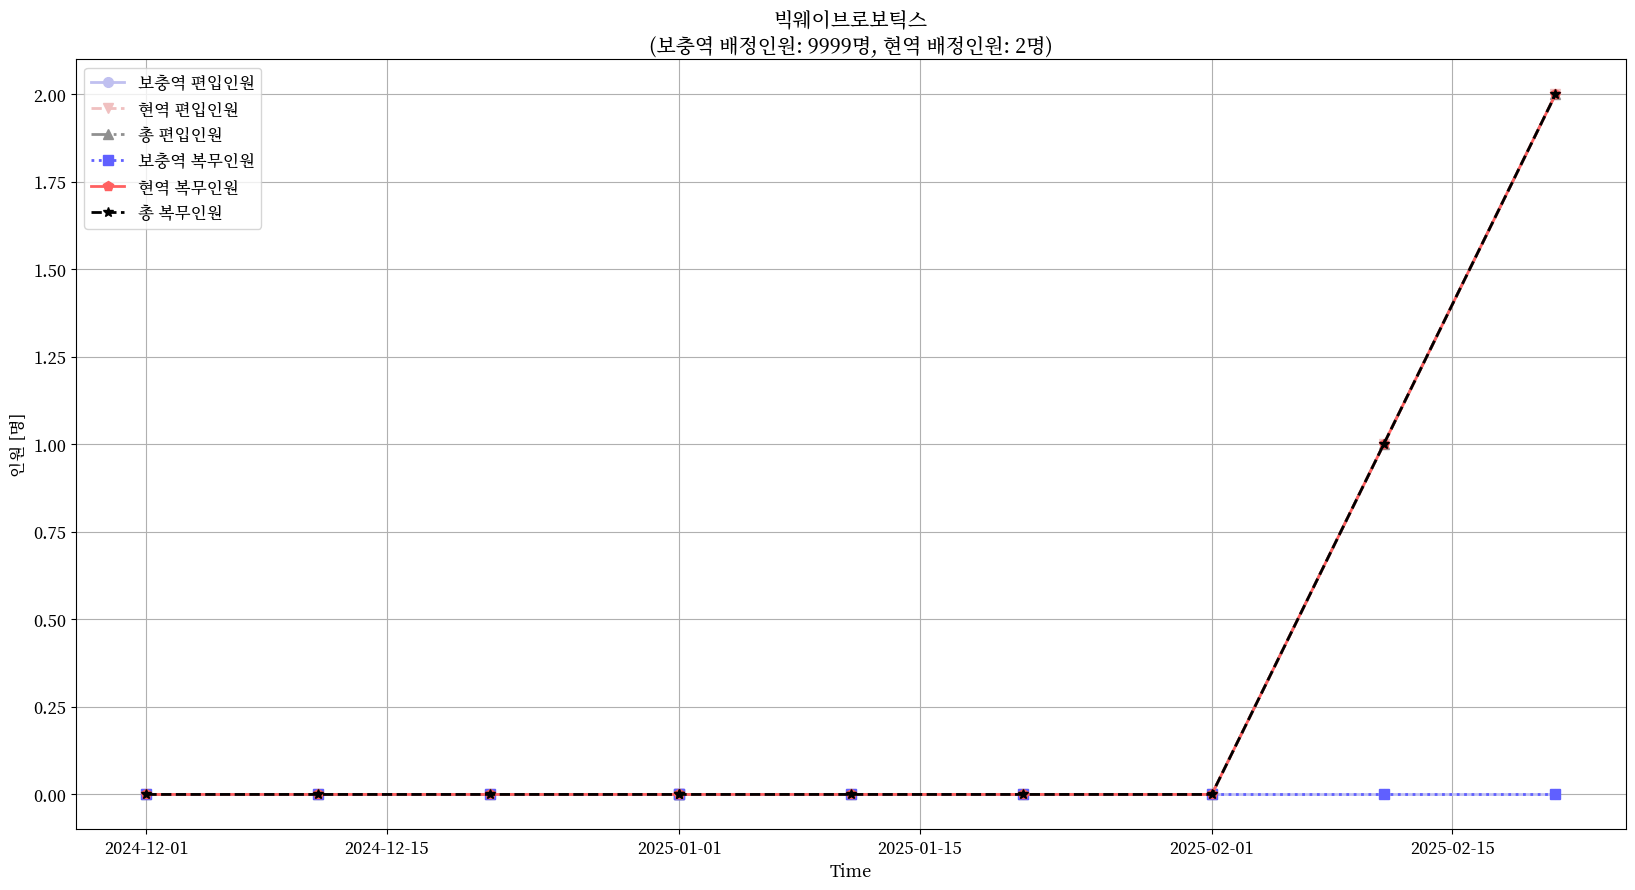 빅웨이브로보틱스
(보충역 배정인원: 9999명, 현역 배정인원: 2명)
보충역 편입인원
현역 편입인원
총 편입인원
보충역 복무인원
현역 복무인원
총 복무인원
2.00
1.75
1.50
1.25
1.00
0.75
0.50
0.25
0.00
인원 [명]
2024-12-01
2024-12-15
2025-01-01
2025-01-15
2025-02-01
2025-02-15
Time